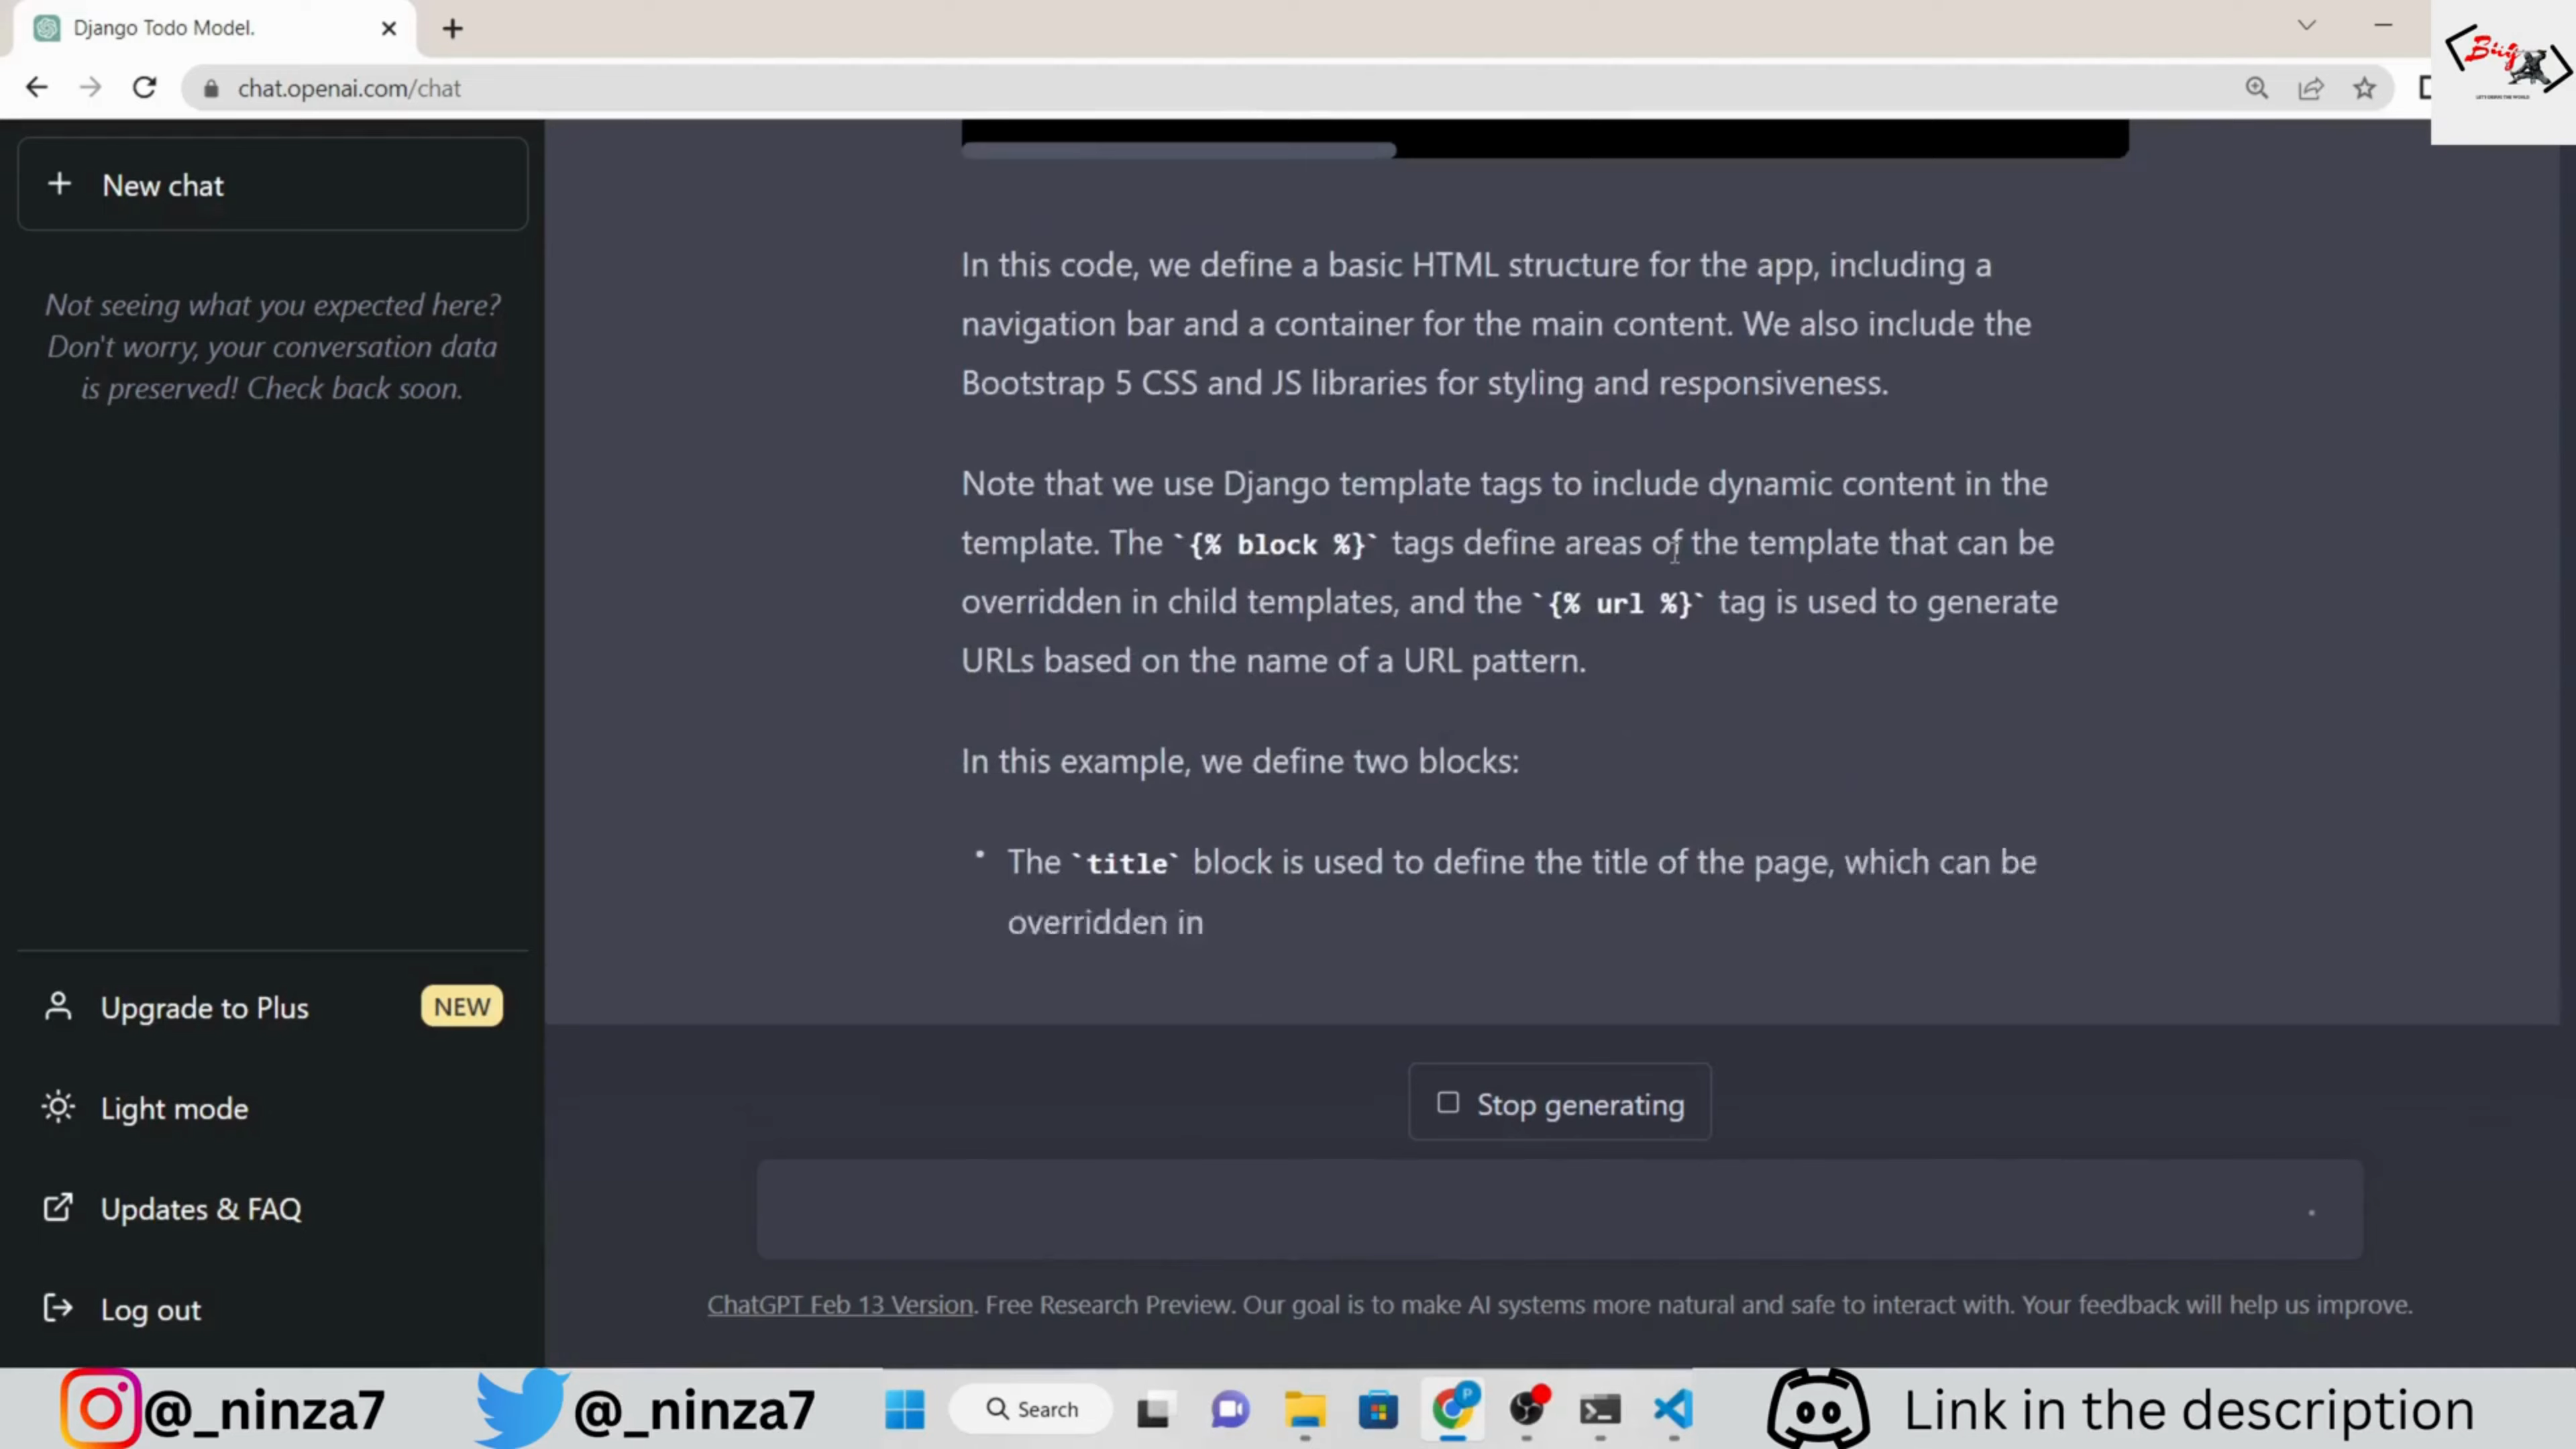 Django Todo Model.
chat.openai.com/chat
Bug
New chat
Not seeing what you expected here?
Don't worry, your conversation data
is preserved! Check back soon.
In this code, we define a basic HTML structure for the app, including a
navigation bar and a container for the main content. We also include the
Bootstrap 5 CSS and JS libraries for styling and responsiveness.
Note that we use Django template tags to include dynamic content in the
template. The `{% block %}` tags define areas of the template that can be
overridden in child templates, and the `{% url %}` tag is used to generate
URLs based on the name of a URL pattern.
In this example, we define two blocks:
• The `title` block is used to define the title of the page, which can be
overridden in
Upgrade to Plus NEW
Light mode
Updates & FAQ
Log out
Stop generating
ChatGPT Feb 13 Version. Free Research Preview. Our goal is to make AI systems more natural and safe to interact with. Your feedback will help us improve.
@_ninza7 @_ninza7 Search P Link in the description